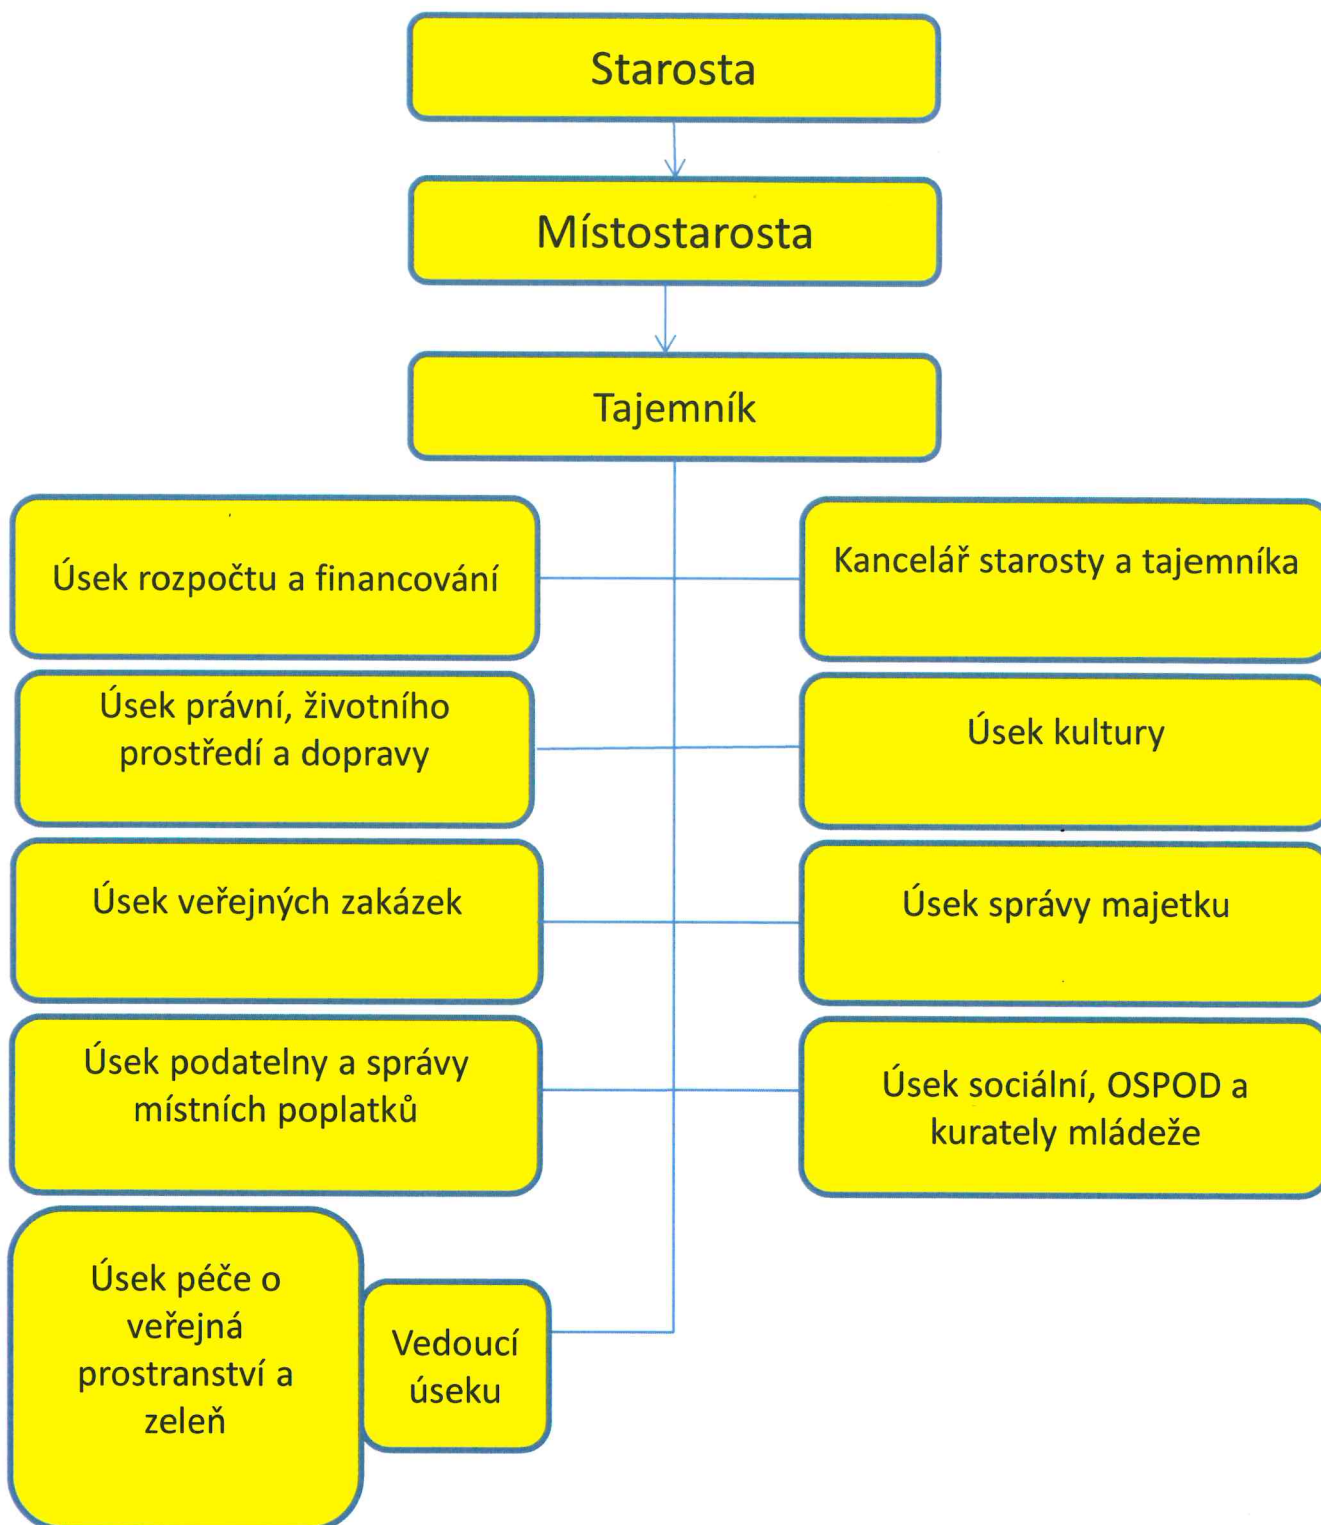 Starosta
Místostarosta
Tajemník
Úsek rozpočtu a financování
Kancelář starosty a tajemníka
Úsek právní, životního
prostředí a dopravy
Úsek kultury
Úsek veřejných zakázek
Úsek správy majetku
Úsek podatelny a správy
místních poplatků
Úsek sociální, OSPOD a
kurately mládeže
Úsek péče o
veřejná
prostranství a
zeleň
Vedoucí
úseku